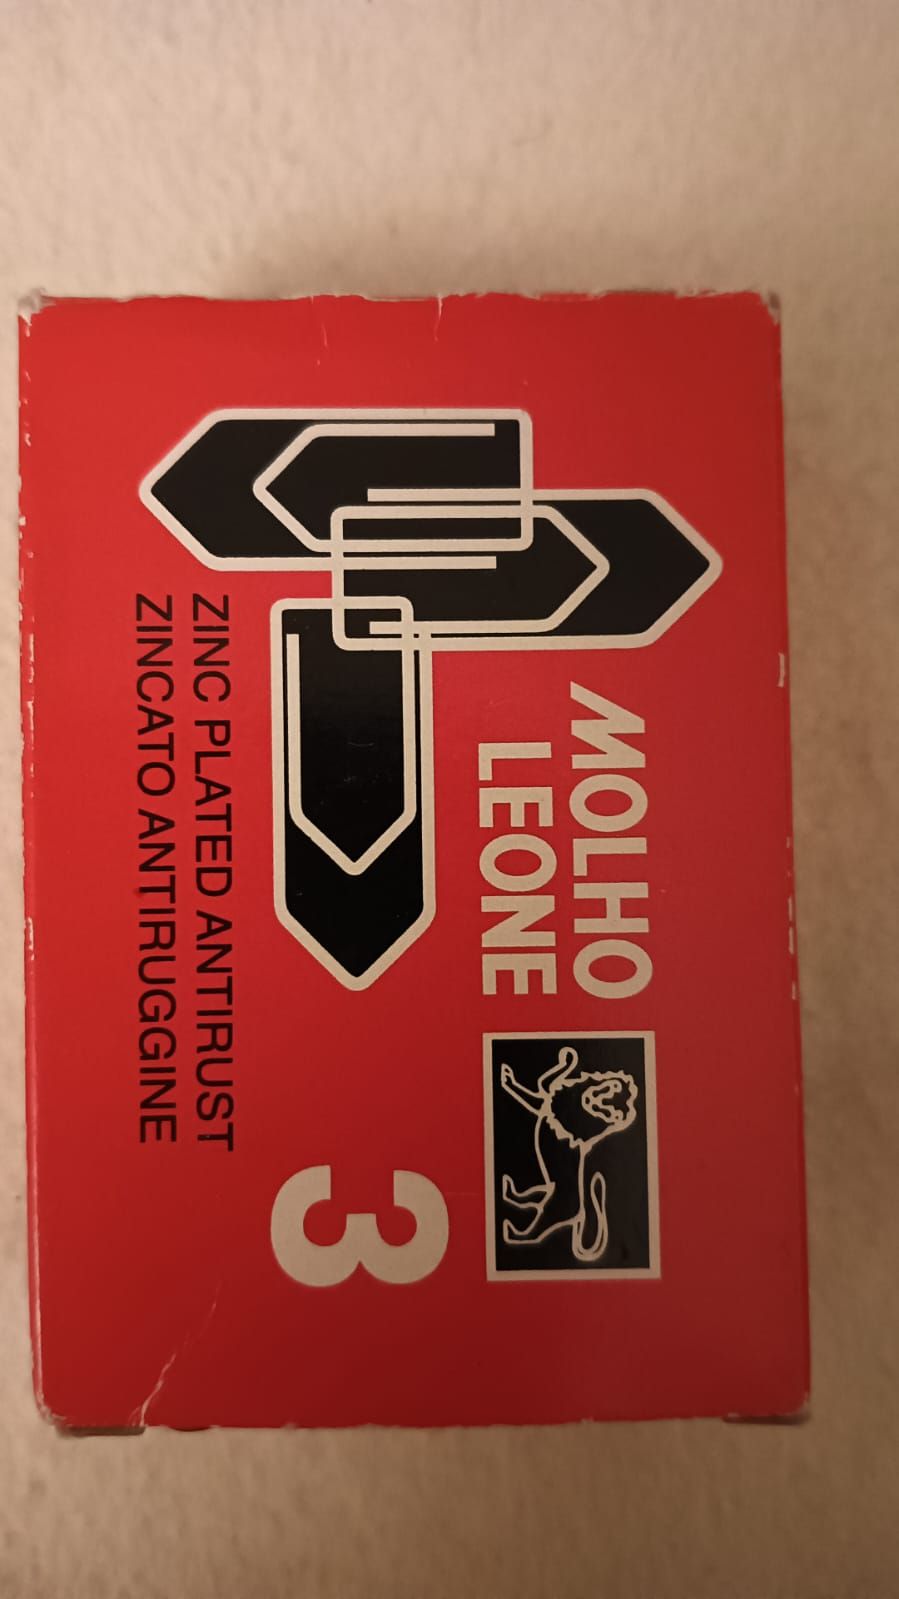 MOLHO
LEONE
3
ZINC PLATED ANTIRUST
ZINCATO ANTIRUGGINE